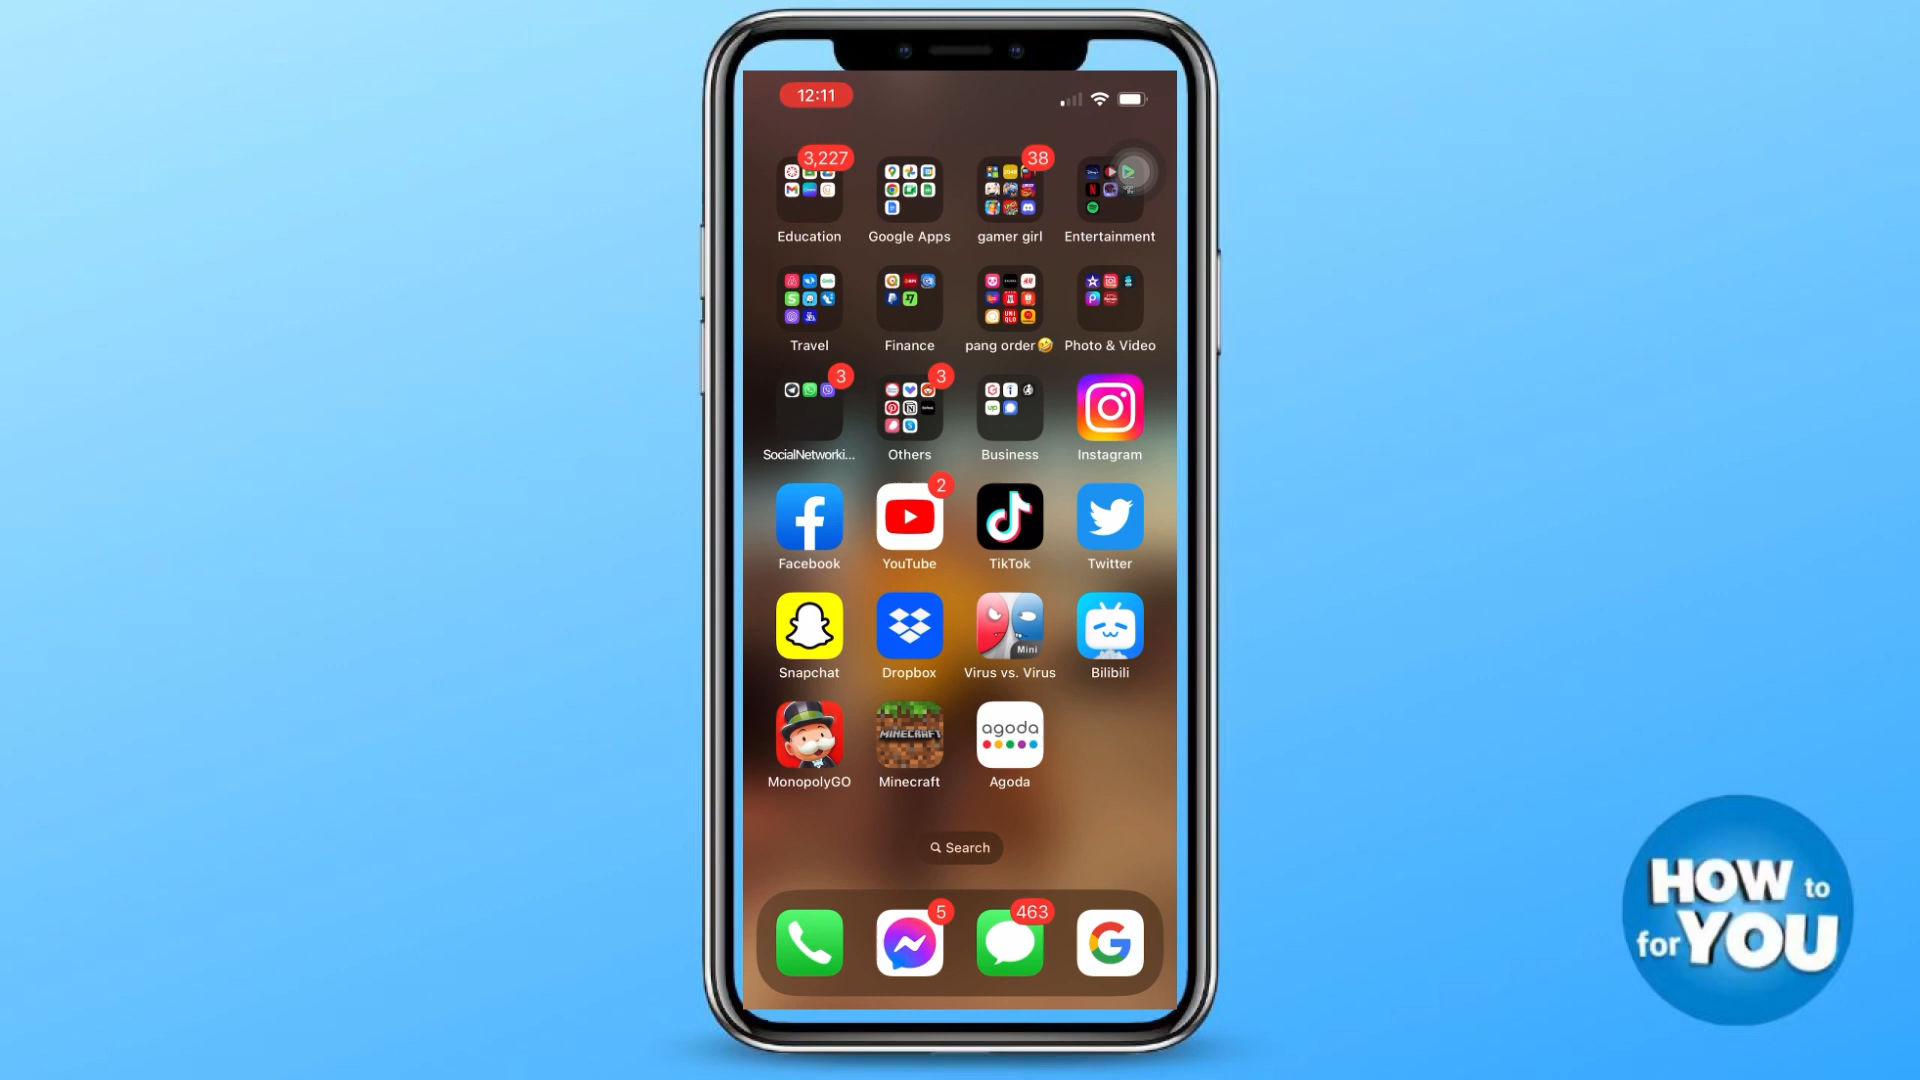 12:11
3,227
38
Education
Google Apps
gamer girl
Entertainment
Travel
Finance
pang order🤣
Photo & Video
3
3
SocialNetworki...
Others
Business
Instagram
2
Facebook
YouTube
TikTok
Twitter
Mini
Snapchat
Dropbox
Virus vs. Virus
Bilibili
MINECRAFT
agoda
MonopolyGO
Minecraft
Agoda
Search
5
463
HOW to
for YOU